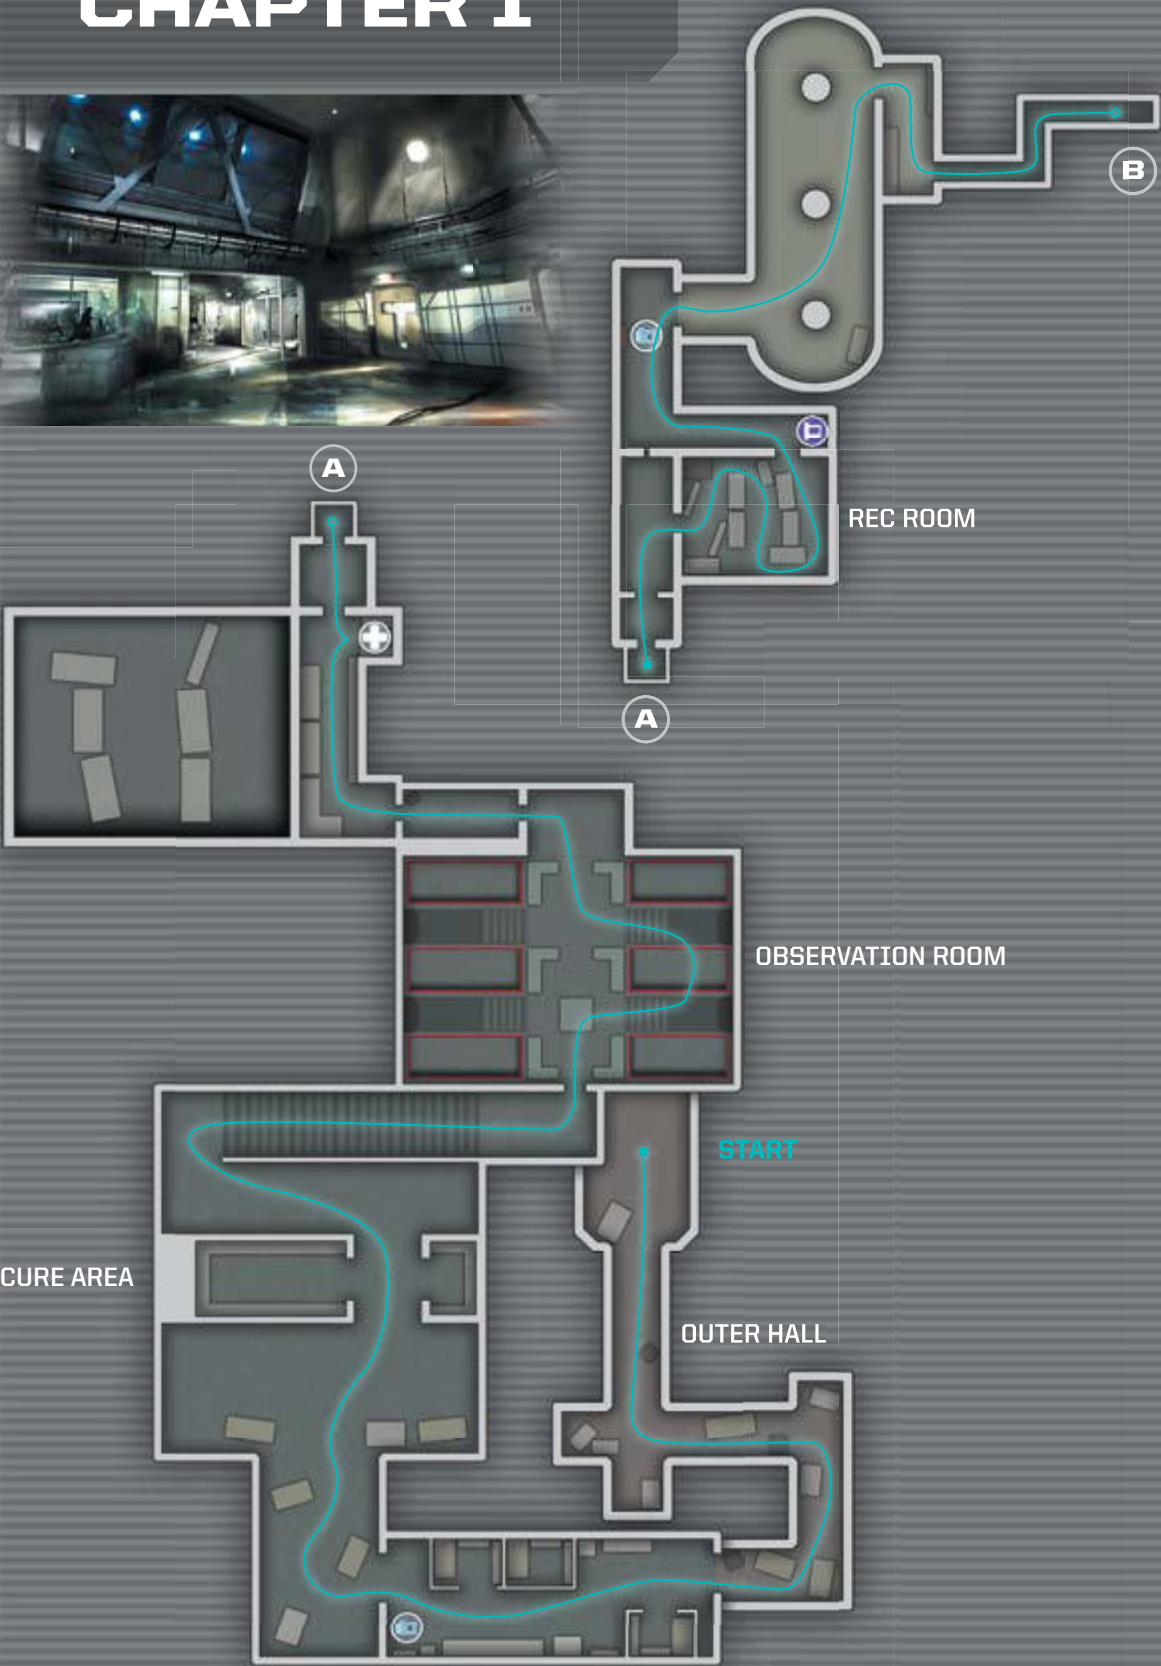 CHAPTER 1
B
A
REC ROOM
A
OBSERVATION ROOM
START
CURE AREA
OUTER HALL